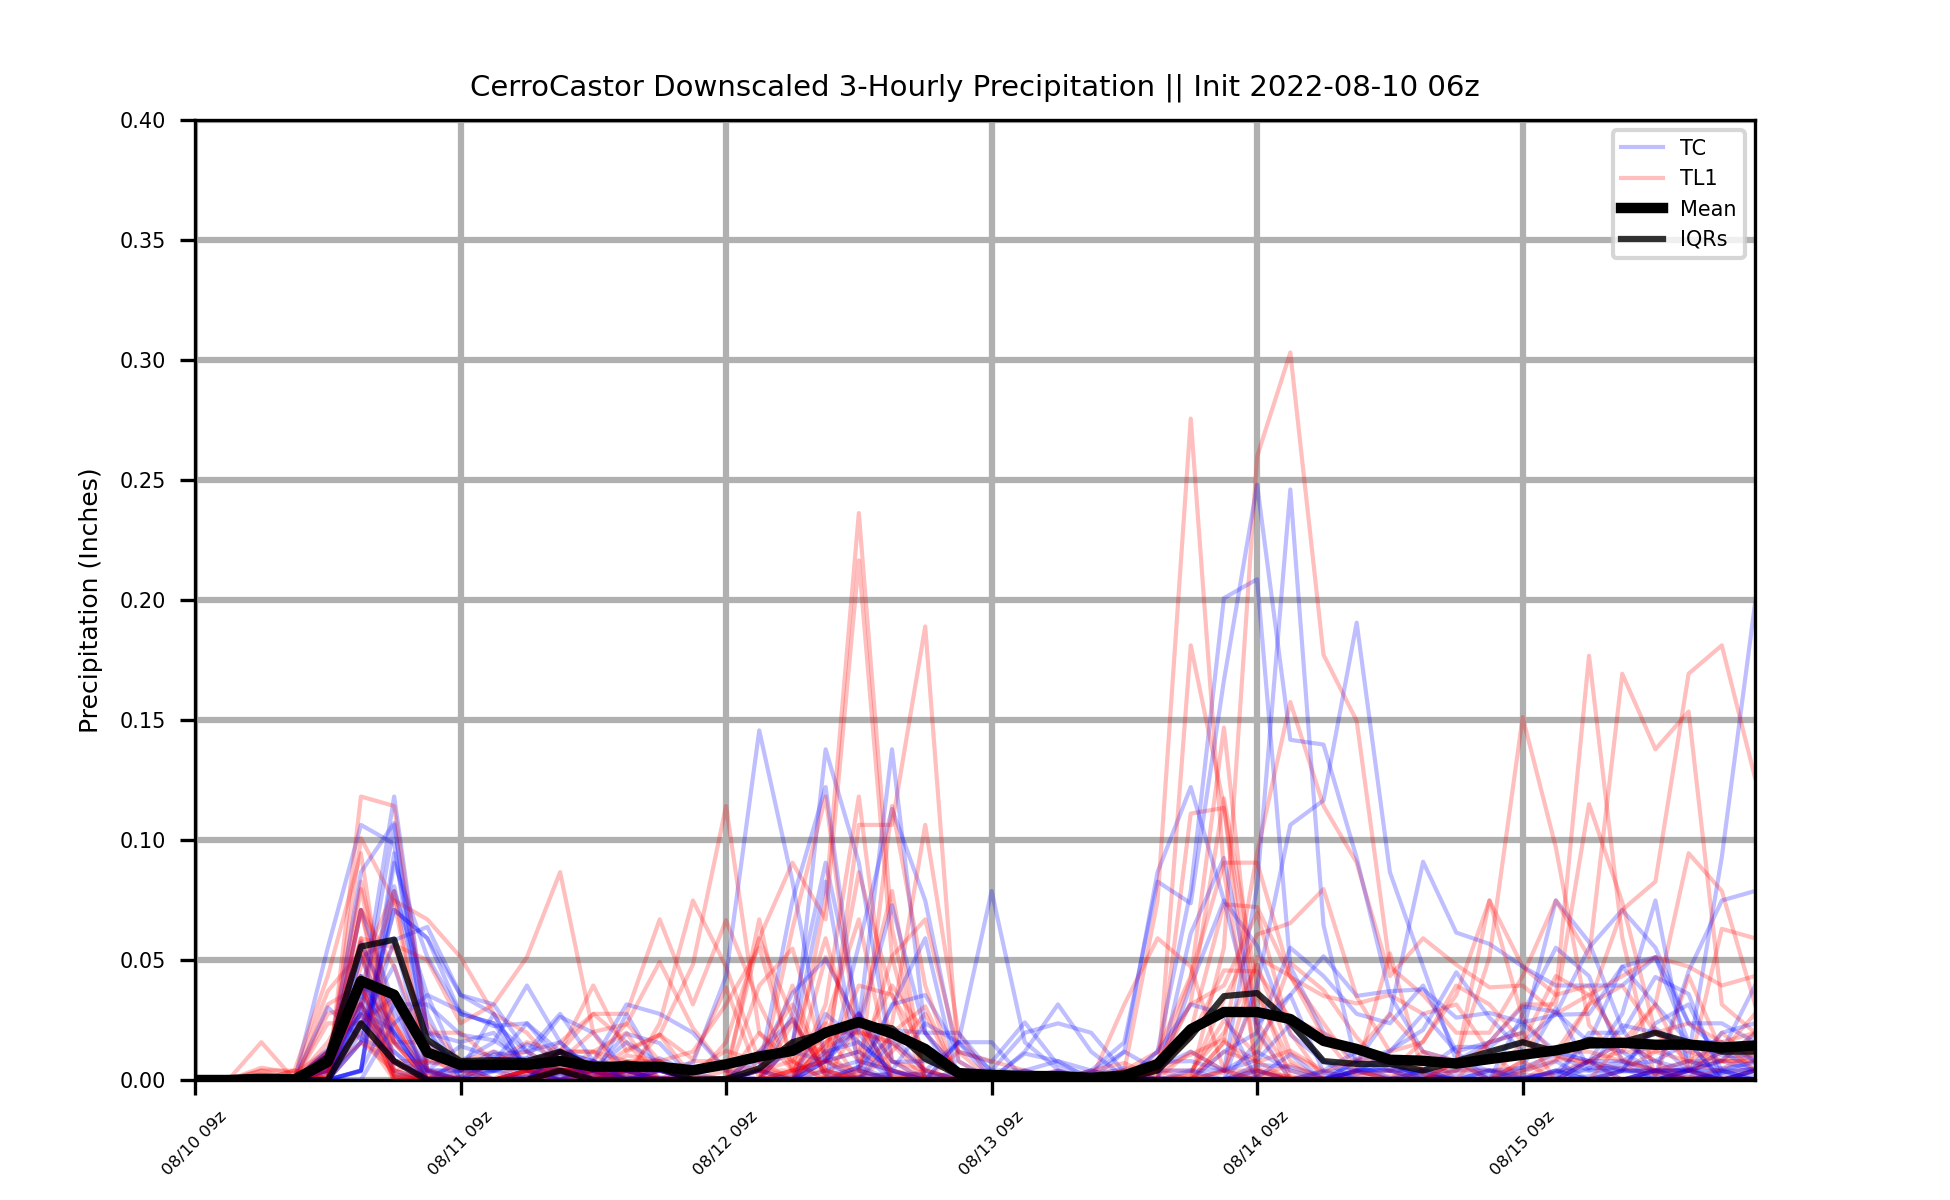 CerroCastor Downscaled 3-Hourly Precipitation || Init 2022-08-10 06z
Precipitation (Inches)
0.40
0.35
0.30
0.25
0.20
0.15
0.10
0.05
0.00
TC
TL1
Mean
IQRs
08/10 09z
08/11 09z
08/12 09z
08/13 09z
08/14 09z
08/15 09z